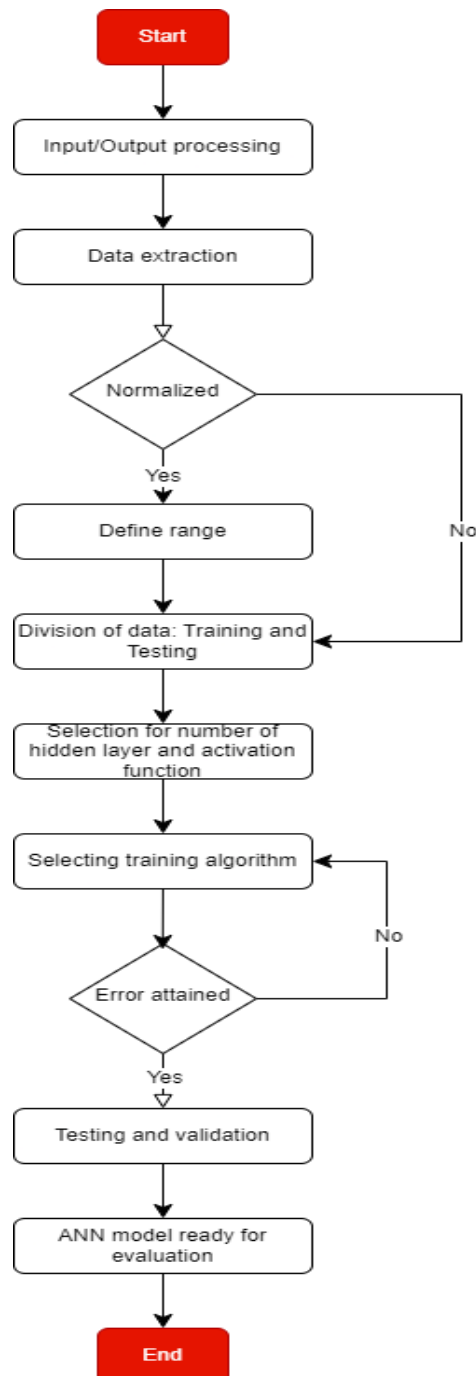 Start
Input/Output processing
Data extraction
Normalized
Yes
Define range
No
Division of data: Training and
Testing
Selection for number of
hidden layer and activation
function
Selecting training algorithm
No
Error attained
Yes
Testing and validation
ANN model ready for
evaluation
End